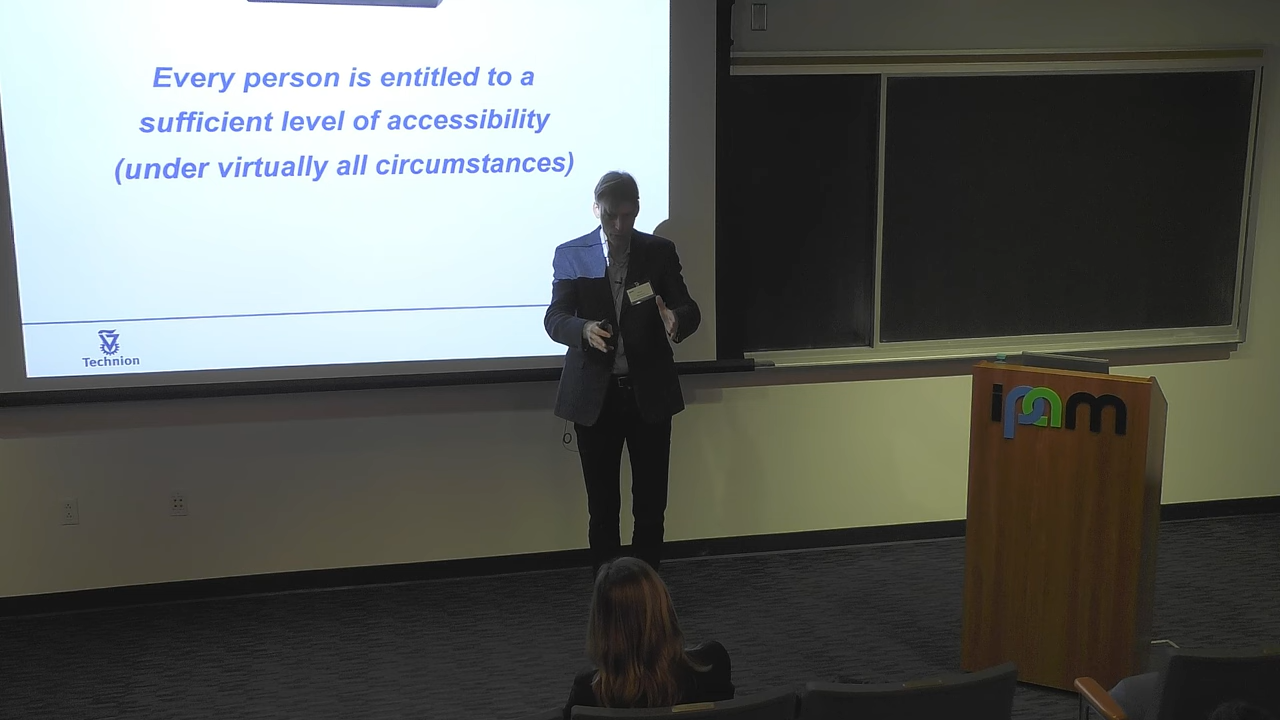 Every person is entitled to a
sufficient level of accessibility
(under virtually all circumstances)
Technion
ipam